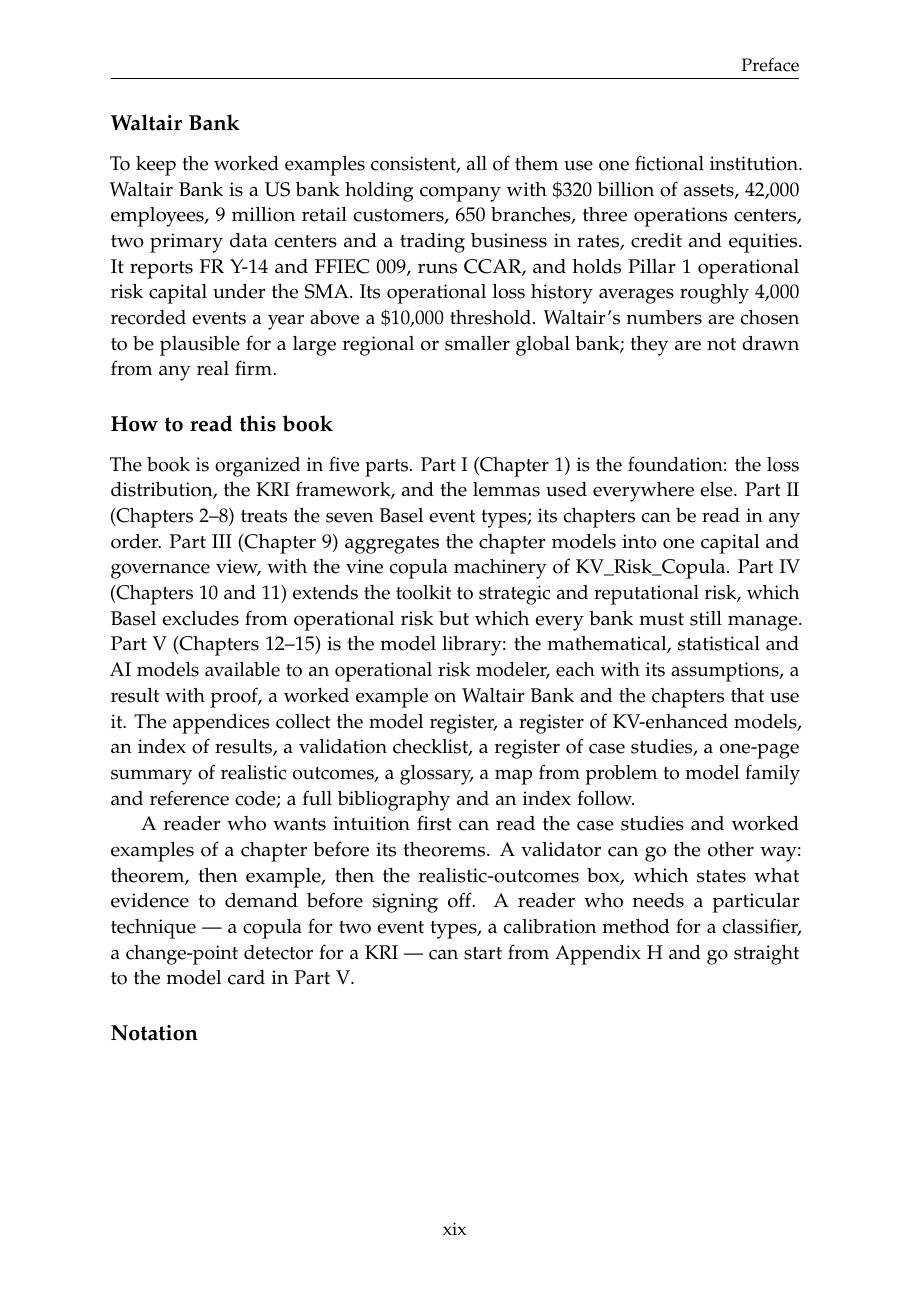 Preface
Waltair Bank
To keep the worked examples consistent, all of them use one fictional institution.
Waltair Bank is a US bank holding company with $320 billion of assets, 42,000
employees, 9 million retail customers, 650 branches, three operations centers,
two primary data centers and a trading business in rates, credit and equities.
It reports FR Y-14 and FFIEC 009, runs CCAR, and holds Pillar 1 operational
risk capital under the SMA. Its operational loss history averages roughly 4,000
recorded events a year above a $10,000 threshold. Waltair’s numbers are chosen
to be plausible for a large regional or smaller global bank; they are not drawn
from any real firm.
How to read this book
The book is organized in five parts. Part I (Chapter 1) is the foundation: the loss
distribution, the KRI framework, and the lemmas used everywhere else. Part II
(Chapters 2–8) treats the seven Basel event types; its chapters can be read in any
order. Part III (Chapter 9) aggregates the chapter models into one capital and
governance view, with the vine copula machinery of KV_Risk_Copula. Part IV
(Chapters 10 and 11) extends the toolkit to strategic and reputational risk, which
Basel excludes from operational risk but which every bank must still manage.
Part V (Chapters 12–15) is the model library: the mathematical, statistical and
AI models available to an operational risk modeler, each with its assumptions, a
result with proof, a worked example on Waltair Bank and the chapters that use
it. The appendices collect the model register, a register of KV-enhanced models,
an index of results, a validation checklist, a register of case studies, a one-page
summary of realistic outcomes, a glossary, a map from problem to model family
and reference code; a full bibliography and an index follow.
A reader who wants intuition first can read the case studies and worked
examples of a chapter before its theorems. A validator can go the other way:
theorem, then example, then the realistic-outcomes box, which states what
evidence to demand before signing off. A reader who needs a particular
technique — a copula for two event types, a calibration method for a classifier,
a change-point detector for a KRI — can start from Appendix H and go straight
to the model card in Part V.
Notation
xix